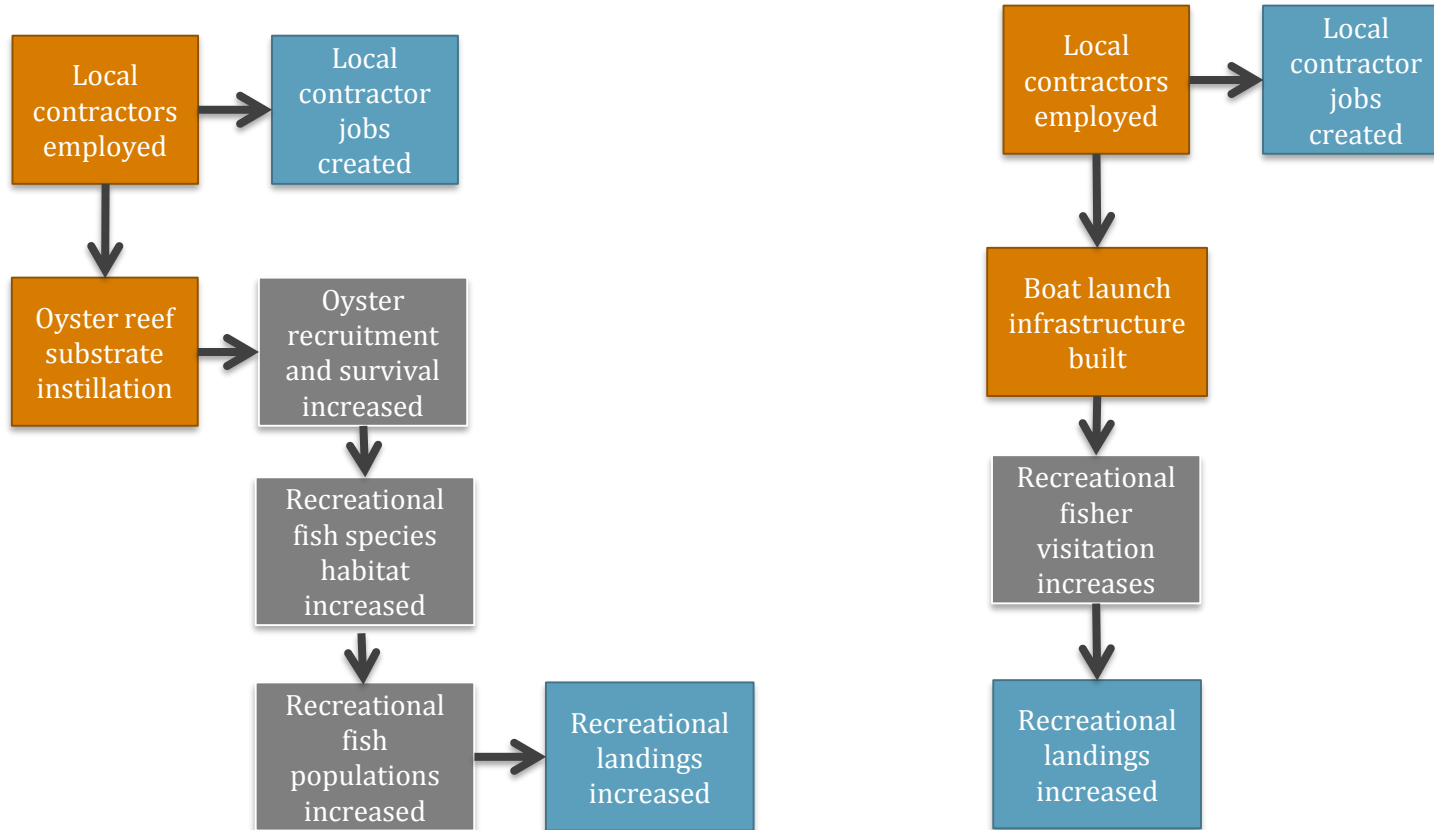 Local
contractors
employed
Local
contractor
jobs
created
Oyster reef
substrate
instillation
Oyster
recruitment
and survival
increased
Recreational
fish species
habitat
increased
Recreational
fish
populations
increased
Recreational
landings
increased
Local
contractors
employed
Local
contractor
jobs
created
Boat launch
infrastructure
built
Recreational
fisher
visitation
increases
Recreational
landings
increased